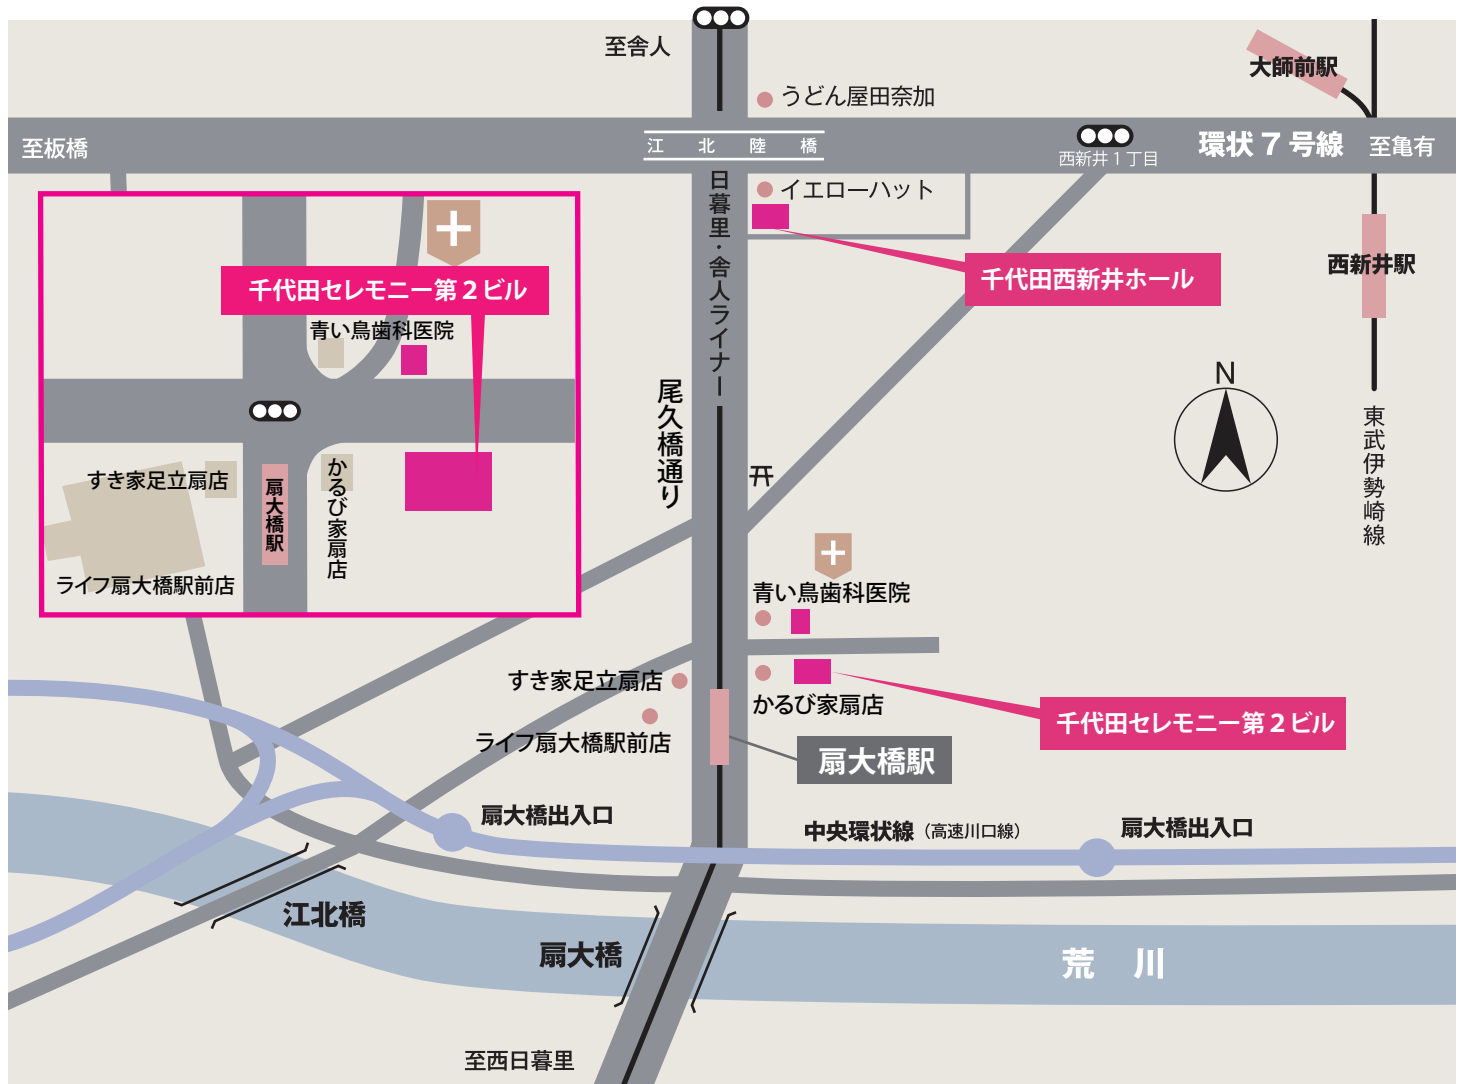 至舎人
うどん屋田奈加
大師前駅
至板橋
江北陸橋
西新井1丁目
環状7号線
至亀有
日暮里・舎人ライナー
イエローハット
千代田西新井ホール
西新井駅
N
東武伊勢崎線
尾久橋通り
千代田セレモニー第2ビル
青い鳥歯科医院
すき家足立扇店
扇大橋駅
かるび家扇店
ライフ扇大橋駅前店
青い鳥歯科医院
すき家足立扇店
かるび家扇店
ライフ扇大橋駅前店
千代田セレモニー第2ビル
扇大橋駅
扇大橋出入口
中央環状線（高速川口線）
扇大橋出入口
江北橋
扇大橋
荒 川
至西日暮里